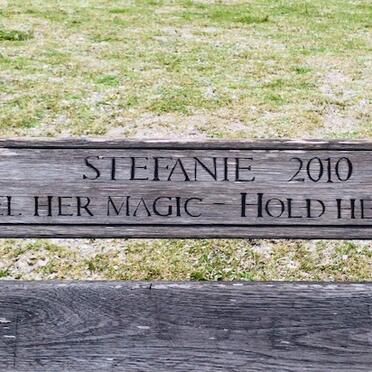 STEFANIE 2010
HER MAGIC – HOLD